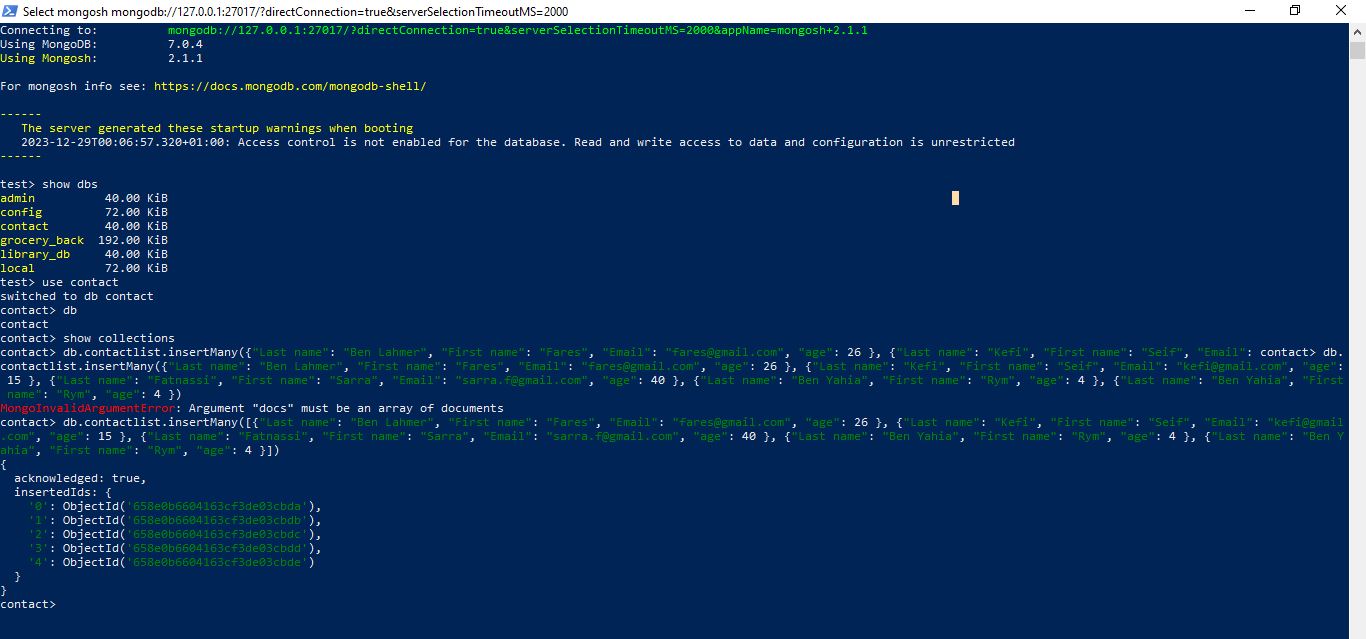 Select mongosh mongodb://127.0.0.1:27017/?directConnection=true&serverSelectionTimeoutMS=2000
Connecting to:          mongodb://127.0.0.1:27017/?directConnection=true&serverSelectionTimeoutMS=2000&appName=mongosh+2.1.1
Using MongoDB:          7.0.4
Using Mongosh:          2.1.1
For mongosh info see: https://docs.mongodb.com/mongodb-shell/
------
   The server generated these startup warnings when booting
   2023-12-29T00:06:57.320+01:00: Access control is not enabled for the database. Read and write access to data and configuration is unrestricted
------
test> show dbs
admin          40.00 KiB
config         72.00 KiB
contact        40.00 KiB
grocery_back  192.00 KiB
library_db     40.00 KiB
local          72.00 KiB
test> use contact
switched to db contact
contact> db
contact
contact> show collections
contact> db.contactlist.insertMany({"Last name": "Ben Lahmer", "First name": "Fares", "Email": "fares@gmail.com", "age": 26 }, {"Last name": "Kefi", "First name": "Seif", "Email": contact> db.
contactlist.insertMany({"Last name": "Ben Lahmer", "First name": "Fares", "Email": "fares@gmail.com", "age": 26 }, {"Last name": "Kefi", "First name": "Seif", "Email": "kefi@gmail.com", "age":
 15 }, {"Last name": "Fatnassi", "First name": "Sarra", "Email": "sarra.f@gmail.com", "age": 40 }, {"Last name": "Ben Yahia", "First name": "Rym", "age": 4 }, {"Last name": "Ben Yahia", "First
 name": "Rym", "age": 4 })
MongoInvalidArgumentError: Argument "docs" must be an array of documents
contact> db.contactlist.insertMany([{"Last name": "Ben Lahmer", "First name": "Fares", "Email": "fares@gmail.com", "age": 26 }, {"Last name": "Kefi", "First name": "Seif", "Email": "kefi@gmail
.com", "age": 15 }, {"Last name": "Fatnassi", "First name": "Sarra", "Email": "sarra.f@gmail.com", "age": 40 }, {"Last name": "Ben Yahia", "First name": "Rym", "age": 4 }, {"Last name": "Ben Y
ahia", "First name": "Rym", "age": 4 }])
{
  acknowledged: true,
  insertedIds: {
    '0': ObjectId('658e0b6604163cf3de03cbda'),
    '1': ObjectId('658e0b6604163cf3de03cbdb'),
    '2': ObjectId('658e0b6604163cf3de03cbdc'),
    '3': ObjectId('658e0b6604163cf3de03cbdd'),
    '4': ObjectId('658e0b6604163cf3de03cbde')
  }
}
contact>